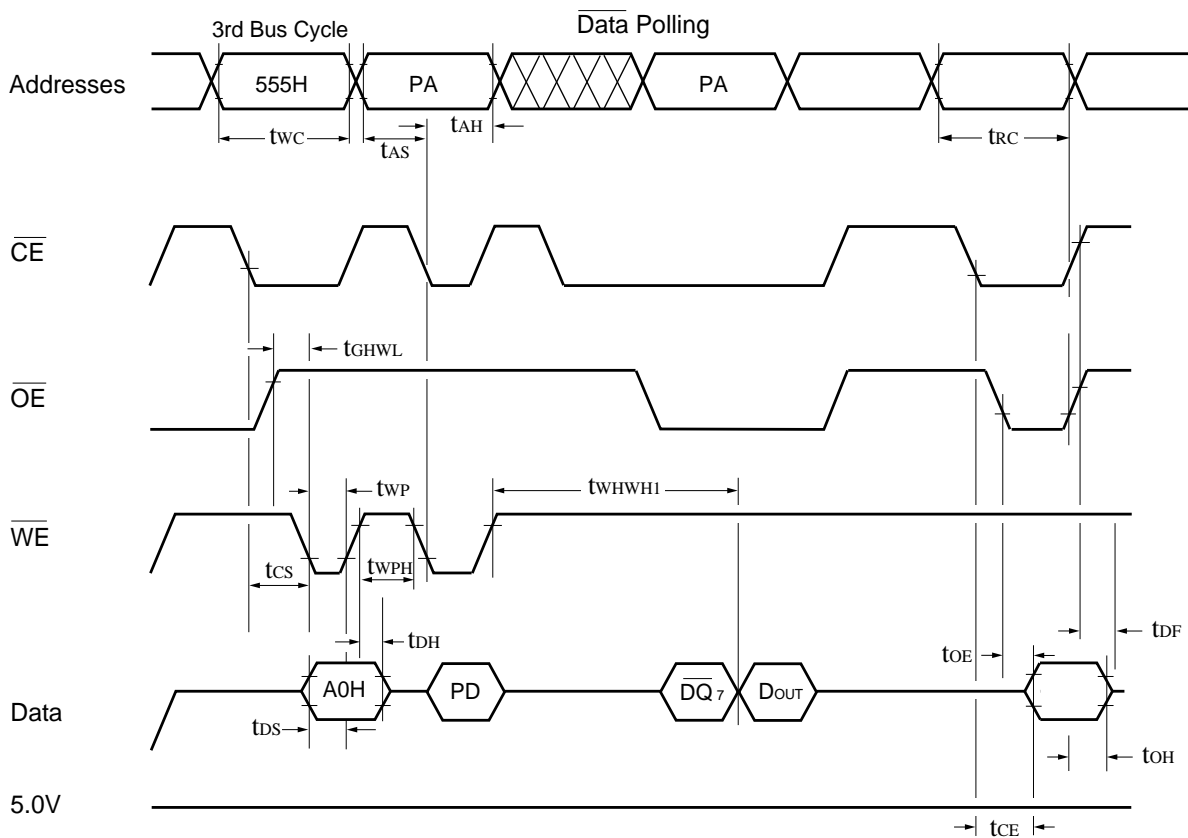 3rd Bus Cycle
Data Polling
Addresses
555H
PA
PA
tWC
tAS
tAH
tRC
CE
tGHWL
OE
tWP
tWHWH1
WE
tCS
tWPH
tDH
tOE
tDF
Data
A0H
PD
DQ7
DOUT
tDS
tOH
5.0V
tCE